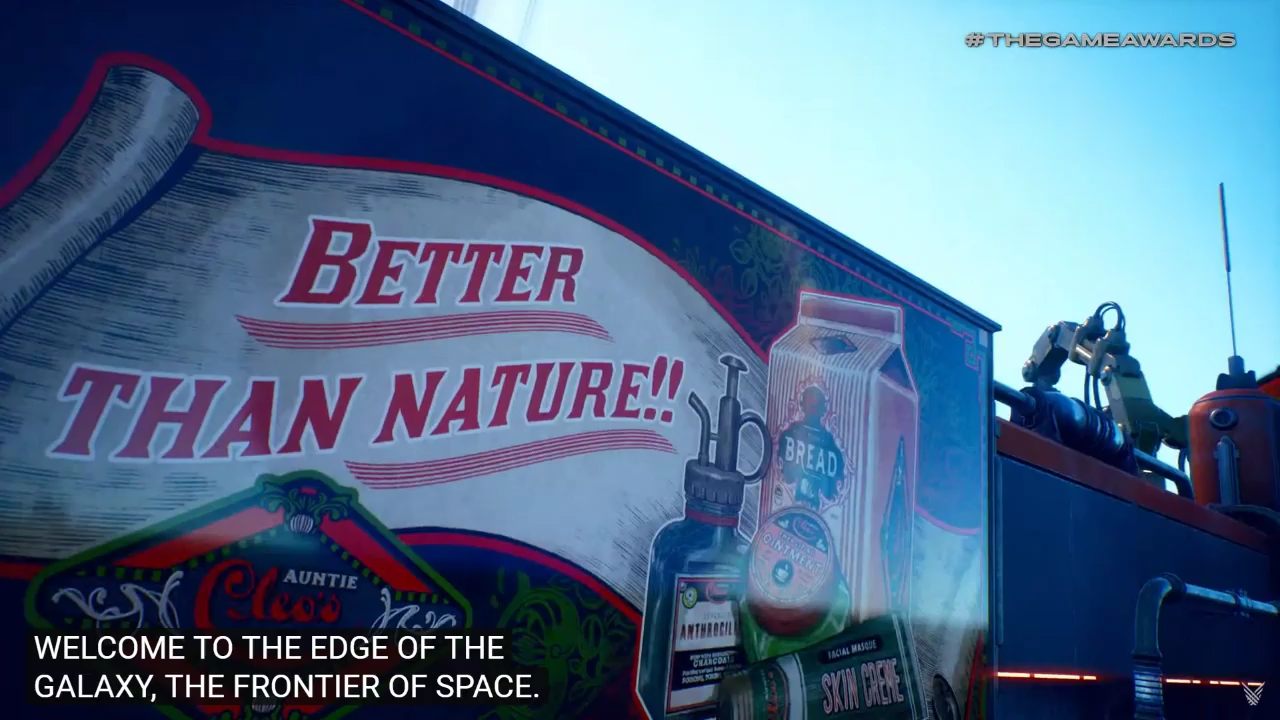 #THEGAMEAWARDS
BETTER
THAN NATURE!!
BREAD
OINTMENT
AUNTIE
Cleo's
CHARCOAL
FACIAL MASQUE
SKIN CREME
WELCOME TO THE EDGE OF THE
GALAXY, THE FRONTIER OF SPACE.